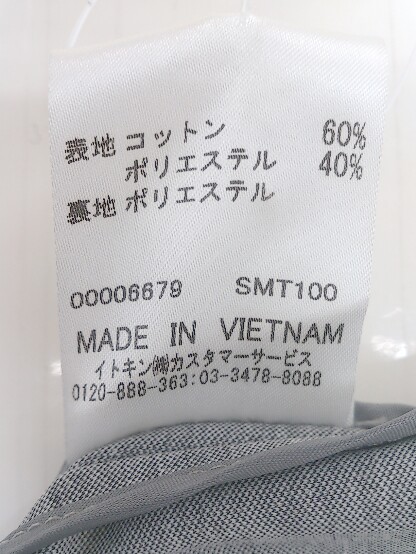 表地 コットン 60%
ポリエステル 40%
裏地 ポリエステル
00006679 SMT100
MADE IN VIETNAM
イトキン㈱カスタマーサービス
0120-888-363:03-3478-8088